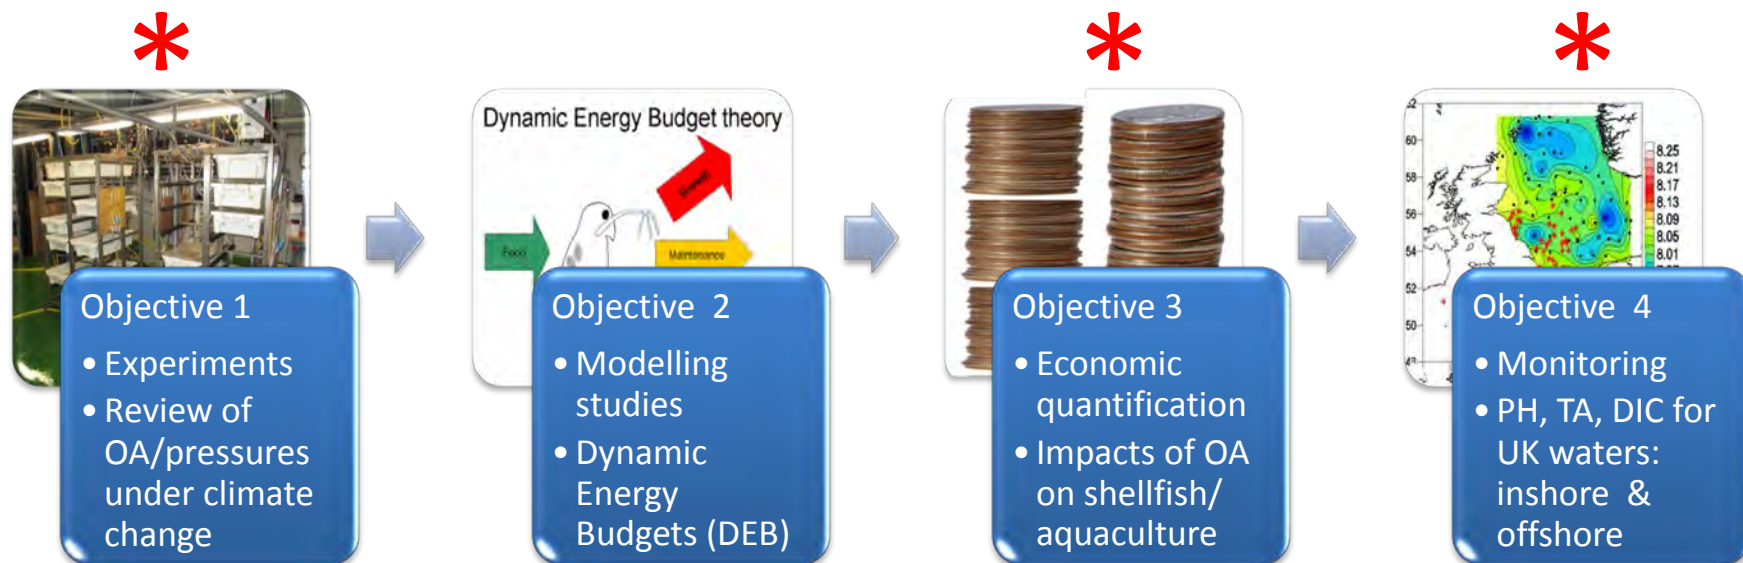 *
*
*
Dynamic Energy Budget theory
Growth
Food
Maintenance
62
60
58
56
54
52
50
8.25
8.21
8.17
8.13
8.09
8.05
8.01
Objective 1
• Experiments
• Review of
OA/pressures
under climate
change
Objective 2
• Modelling
studies
• Dynamic
Energy
Budgets (DEB)
Objective 3
• Economic
quantification
• Impacts of OA
on shellfish/
aquaculture
Objective 4
• Monitoring
• PH, TA, DIC for
UK waters:
inshore &
offshore